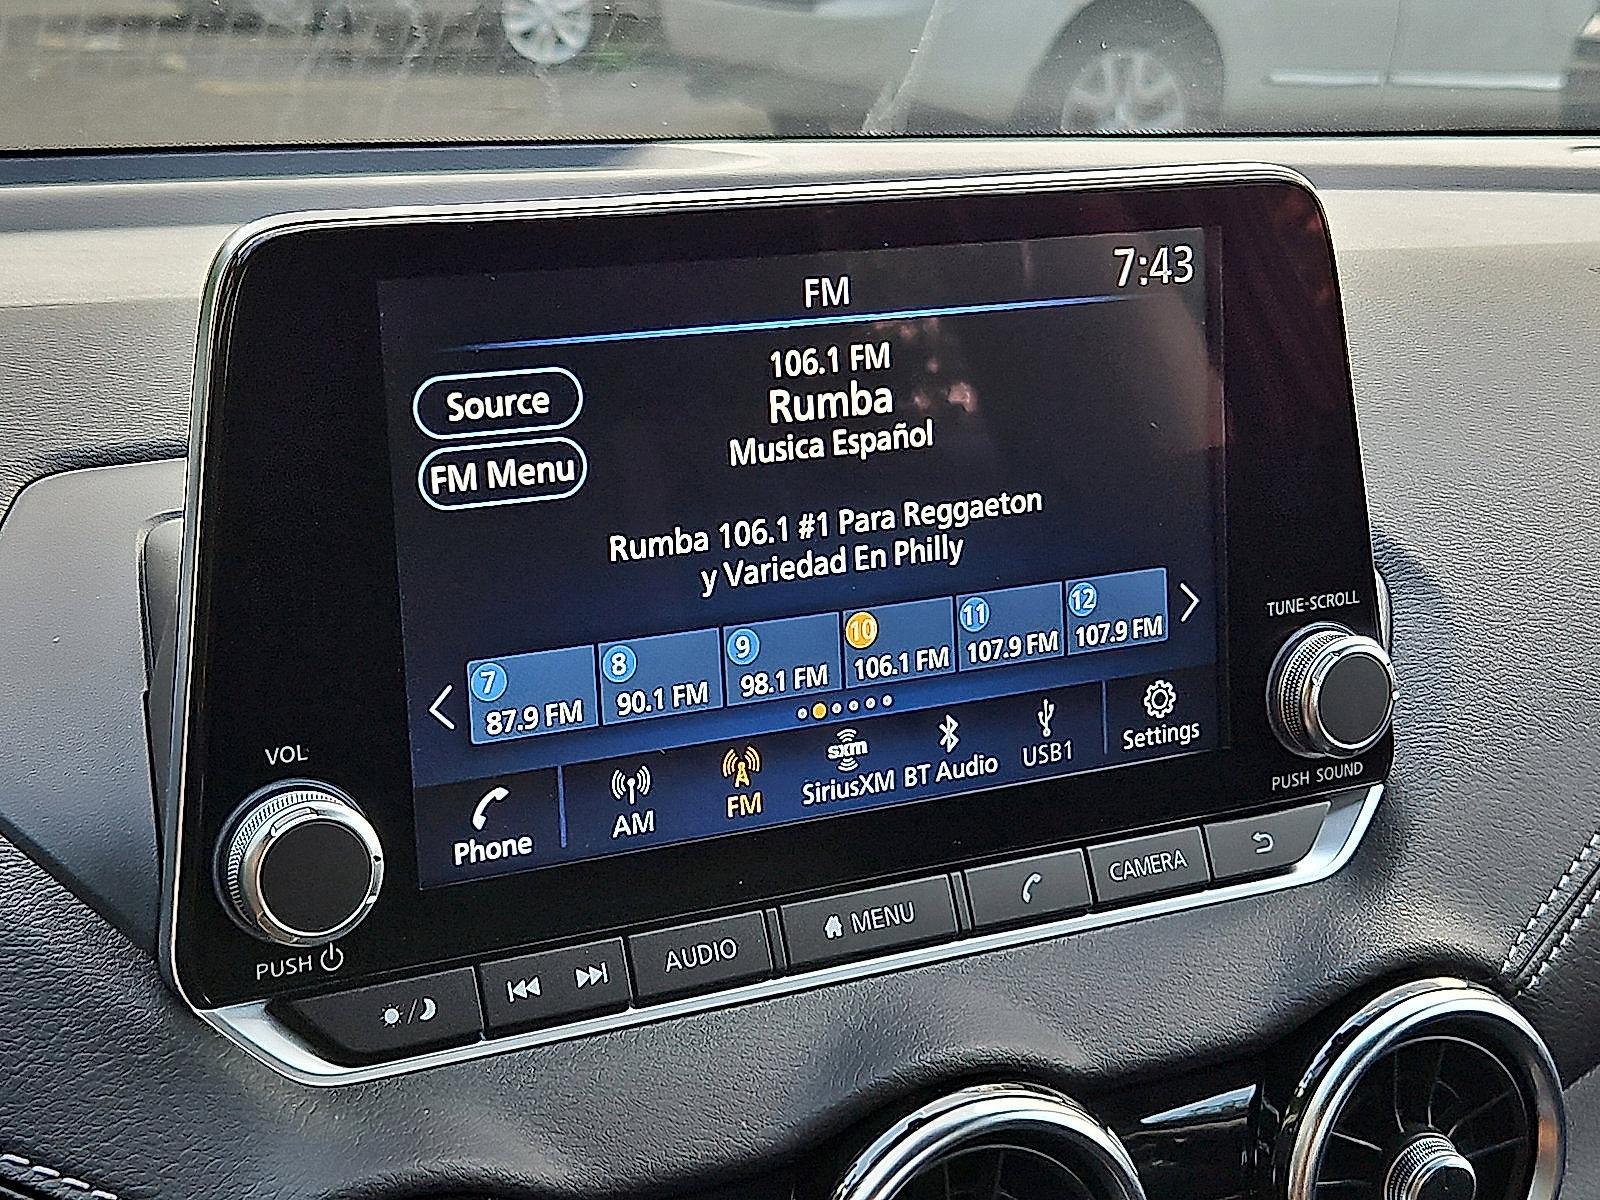 7:43
FM
106.1 FM
Rumba
Musica Español
Source
FM Menu
Rumba 106.1 #1 Para Reggaeton
y Variedad En Philly
7 8 9 10 11 12
87.9 FM 90.1 FM 98.1 FM 106.1 FM 107.9 FM 107.9 FM
Phone AM FM SiriusXM BT Audio USB1 Settings
sxm
VOL
PUSH
TUNE-SCROLL
PUSH SOUND
AUDIO MENU CAMERA